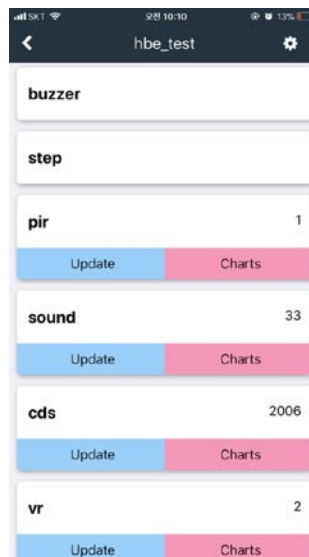 SKT 오전 10:10 13%
hbe_test
buzzer
step
pir 1
Update Charts
sound 33
Update Charts
cds 2006
Update Charts
vr 2
Update Charts